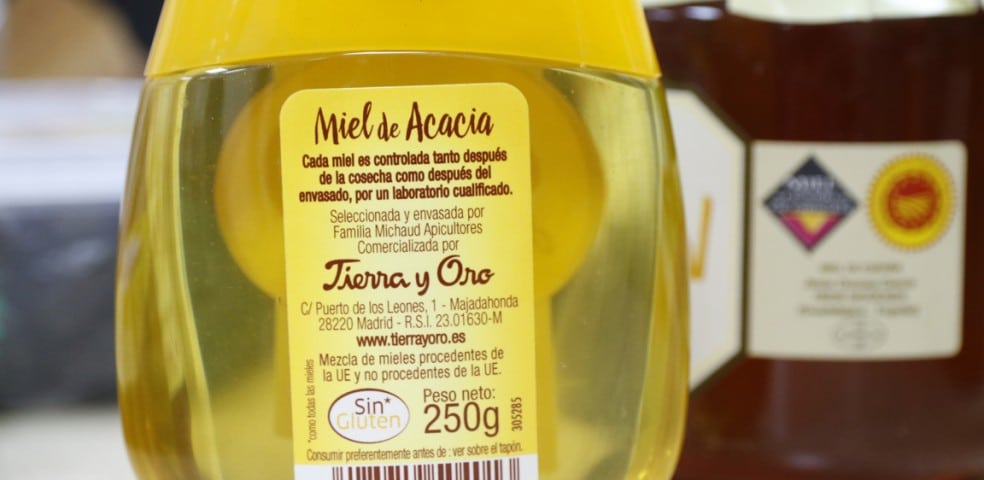 Miel de Acacia
Cada miel es controlada tanto después
de la cosecha como después del
envasado, por un laboratorio cualificado.
Seleccionada y envasada por
Familia Michaud Apicultores
Comercializada por
Tierra y Oro
C/ Puerto de los Leones, 1 - Majadahonda
28220 Madrid - R.S.I. 23.01630-M
www.tierrayoro.es
Mezcla de mieles procedentes de
la UE y no procedentes de la UE.
*como todas las mieles
Sin*
Gluten
Peso neto:
250g
305285
Consumir preferentemente antes de : ver sobre el tapón.